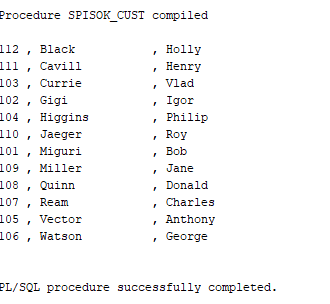 Procedure SPISOK_CUST compiled
112 , Black , Holly
111 , Cavill , Henry
103 , Currie , Vlad
102 , Gigi , Igor
104 , Higgins , Philip
110 , Jaeger , Roy
101 , Miguri , Bob
109 , Miller , Jane
108 , Quinn , Donald
107 , Ream , Charles
105 , Vector , Anthony
106 , Watson , George
PL/SQL procedure successfully completed.